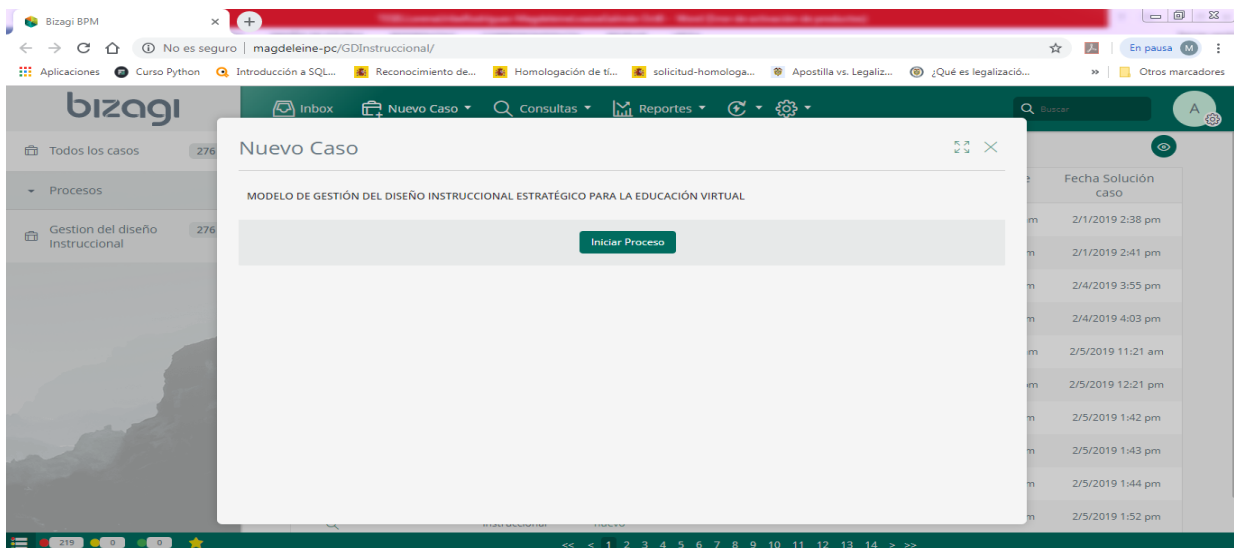 Bizagi BPM
No es seguro | magdeleine-pc/GDInstruccional/
En pausa M
Aplicaciones Curso Python Introducción a SQL... Reconocimiento de... Homologación de tí... solicitud-homologa... Apostilla vs. Legaliz... ¿Qué es legalizació... » Otros marcadores
bizagi
Inbox Nuevo Caso Consultas Reportes Buscar A
Todos los casos 276
Nuevo Caso
Procesos
Fecha Solución
caso
MODELO DE GESTIÓN DEL DISEÑO INSTRUCCIONAL ESTRATÉGICO PARA LA EDUCACIÓN VIRTUAL
Gestion del diseño
Instruccional 276
Iniciar Proceso
2/1/2019 2:38 pm
2/1/2019 2:41 pm
2/4/2019 3:55 pm
2/4/2019 4:03 pm
2/5/2019 11:21 am
2/5/2019 12:21 pm
2/5/2019 1:42 pm
2/5/2019 1:43 pm
2/5/2019 1:44 pm
2/5/2019 1:52 pm
219 0 0
<< < 1 2 3 4 5 6 7 8 9 10 11 12 13 14 > >>